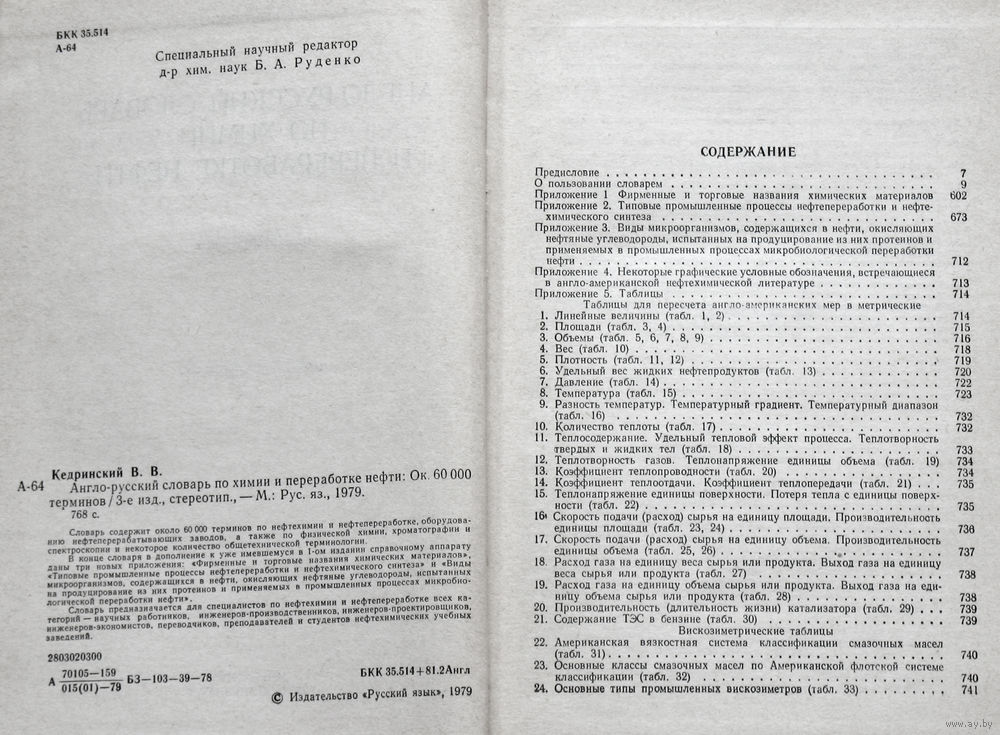 БКК 35.514
А-64
Специальный научный редактор
д-р хим. наук Б. А. Руденко
Кедринский В. В.
А-64 Англо-русский словарь по химии и переработке нефти: Ок. 60 000
терминов / 3-е изд., стереотип., — М.: Рус. яз., 1979.
768 с.
Словарь содержит около 60 000 терминов по нефтехимии и нефтепереработке, оборудова-
нию нефтеперерабатывающих заводов, а также по физической химии, хроматографии и
спектроскопии и некоторое количество общетехнической терминологии.
В конце словаря в дополнение к уже имевшемуся в 1-ом издании справочному аппарату
даны три новых приложения: «Фирменные и торговые названия химических материалов»,
«Типовые промышленные процессы нефтепереработки и нефтехимического синтеза» и «Виды
микроорганизмов, содержащихся в нефти, окисляющих нефтяные углеводороды, испытанных
на продуцирование из них протеинов и применяемых в промышленных процессах микробио-
логической переработки нефти».
Словарь предназначается для специалистов по нефтехимии и нефтепереработке всех ка-
тегорий — научных работников, инженеров-производственников, инженеров-проектировщиков,
инженеров-экономистов, переводчиков, преподавателей и студентов нефтехимических учебных
заведений.
2803020300
А 70105—159
015(01)—79 БЗ—103—39—78
БКК 35.514+81.2Англ
© Издательство «Русский язык», 1979
СОДЕРЖАНИЕ
Предисловие . . . 7
О пользовании словарем . . . 9
Приложение 1 Фирменные и торговые названия химических материалов 602
Приложение 2. Типовые промышленные процессы нефтепереработки и нефте-
химического синтеза . . . 673
Приложение 3. Виды микроорганизмов, содержащихся в нефти, окисляющих
нефтяные углеводороды, испытанных на продуцирование из них протеинов и
применяемых в промышленных процессах микробиологической переработки
нефти . . . 712
Приложение 4. Некоторые графические условные обозначения, встречающиеся
в англо-американской нефтехимической литературе . . . 713
Приложение 5. Таблицы . . . 714
Таблицы для пересчета англо-американских мер в метрические
1. Линейные величины (табл. 1, 2) . . . 714
2. Площади (табл. 3, 4) . . . 715
3. Объемы (табл. 5, 6, 7, 8, 9) . . . 716
4. Вес (табл. 10) . . . 718
5. Плотность (табл. 11, 12) . . . 719
6. Удельный вес жидких нефтепродуктов (табл. 13) . . . 720
7. Давление (табл. 14) . . . 722
8. Температура (табл. 15) . . . 723
9. Разность температур. Температурный градиент. Температурный диапазон
(табл. 16) . . . 732
10. Количество теплоты (табл. 17) . . . 732
11. Теплосодержание. Удельный тепловой эффект процесса. Теплотворность
твердых и жидких тел (табл. 18) . . . 733
12. Теплотворность газов. Теплонапряжение единицы объема (табл. 19) 734
13. Коэффициент теплопроводности (табл. 20) . . . 734
14. Коэффициент теплоотдачи. Коэффициент теплопередачи (табл. 21) . . . 735
15. Теплонапряжение единицы поверхности. Потеря тепла с единицы поверх-
ности (табл. 22) . . . 735
16. Скорость подачи (расход) сырья на единицу площади. Производительность
единицы площади (табл. 23, 24) . . . 736
17. Скорость подачи (расход) сырья на единицу объема. Производительность
единицы объема (табл. 25, 26) . . . 737
18. Расход газа на единицу веса сырья или продукта. Выход газа на единицу
веса сырья или продукта (табл. 27) . . . 738
19. Расход газа на единицу объема сырья или продукта. Выход газа на еди-
ницу объема сырья или продукта (табл. 28) . . . 738
20. Производительность (длительность жизни) катализатора (табл. 29) . . . 739
21. Содержание ТЭС в бензине (табл. 30) . . . 739
Вискозиметрические таблицы
22. Американская вязкостная система классификации смазочных масел
(табл. 31) . . . 740
23. Основные классы смазочных масел по Американской флотской системе
классификации (табл. 32) . . . 740
24. Основные типы промышленных вискозиметров (табл. 33) . . . 741
www.ay.by